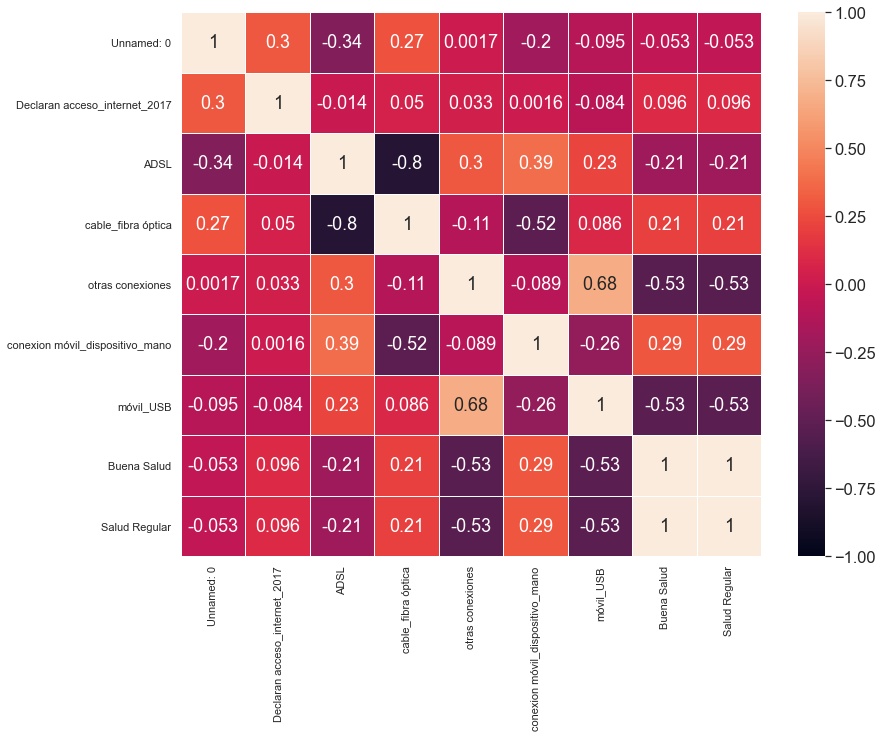 Unnamed: 0 1 0.3 -0.34 0.27 0.0017 -0.2 -0.095 -0.053 -0.053
Declaran acceso_internet_2017 0.3 1 -0.014 0.05 0.033 0.0016 -0.084 0.096 0.096
ADSL -0.34 -0.014 1 -0.8 0.3 0.39 0.23 -0.21 -0.21
cable_fibra óptica 0.27 0.05 -0.8 1 -0.11 -0.52 0.086 0.21 0.21
otras conexiones 0.0017 0.033 0.3 -0.11 1 -0.089 0.68 -0.53 -0.53
conexion móvil_dispositivo_mano -0.2 0.0016 0.39 -0.52 -0.089 1 -0.26 0.29 0.29
móvil_USB -0.095 -0.084 0.23 0.086 0.68 -0.26 1 -0.53 -0.53
Buena Salud -0.053 0.096 -0.21 0.21 -0.53 0.29 -0.53 1 1
Salud Regular -0.053 0.096 -0.21 0.21 -0.53 0.29 -0.53 1 1
Unnamed: 0
Declaran acceso_internet_2017
ADSL
cable_fibra óptica
otras conexiones
conexion móvil_dispositivo_mano
móvil_USB
Buena Salud
Salud Regular
1.00
0.75
0.50
0.25
0.00
−0.25
−0.50
−0.75
−1.00